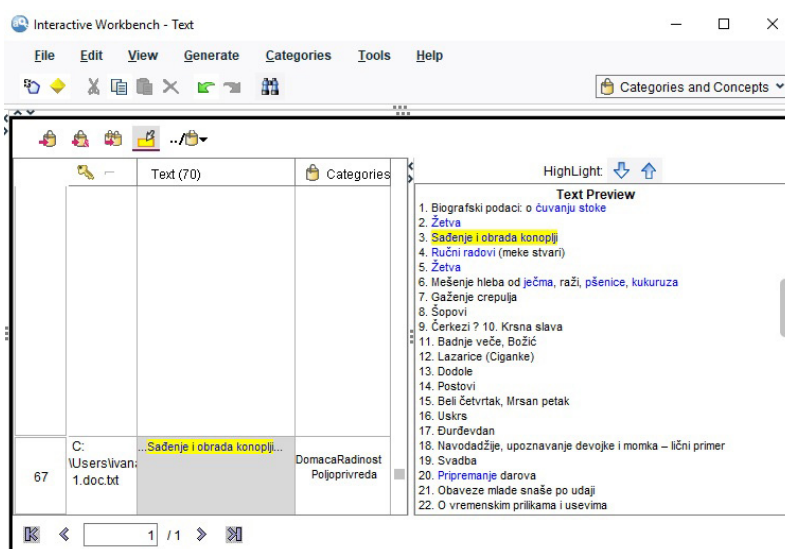 Interactive Workbench - Text
File Edit View Generate Categories Tools Help
Categories and Concepts
../
Text (70) Categories
HighLight:
Text Preview
1. Biografski podaci: o čuvanju stoke
2. Žetva
3. Sađenje i obrada konoplji
4. Ručni radovi (meke stvari)
5. Žetva
6. Mešenje hleba od ječma, raži, pšenice, kukuruza
7. Gaženje crepulja
8. Šopovi
9. Čerkezi ? 10. Krsna slava
11. Badnje veče, Božić
12. Lazarice (Ciganke)
13. Dodole
14. Postovi
15. Beli četvrtak, Mrsan petak
16. Uskrs
17. Đurđevdan
18. Navodadžije, upoznavanje devojke i momka – lični primer
19. Svadba
20. Pripremanje darova
21. Obaveze mlade snaše po udaji
22. O vremenskim prilikama i usevima
67
C:
\Users\ivana
1.doc.txt
...Sađenje i obrada konoplji...
DomacaRadinost
Poljoprivreda
1 / 1